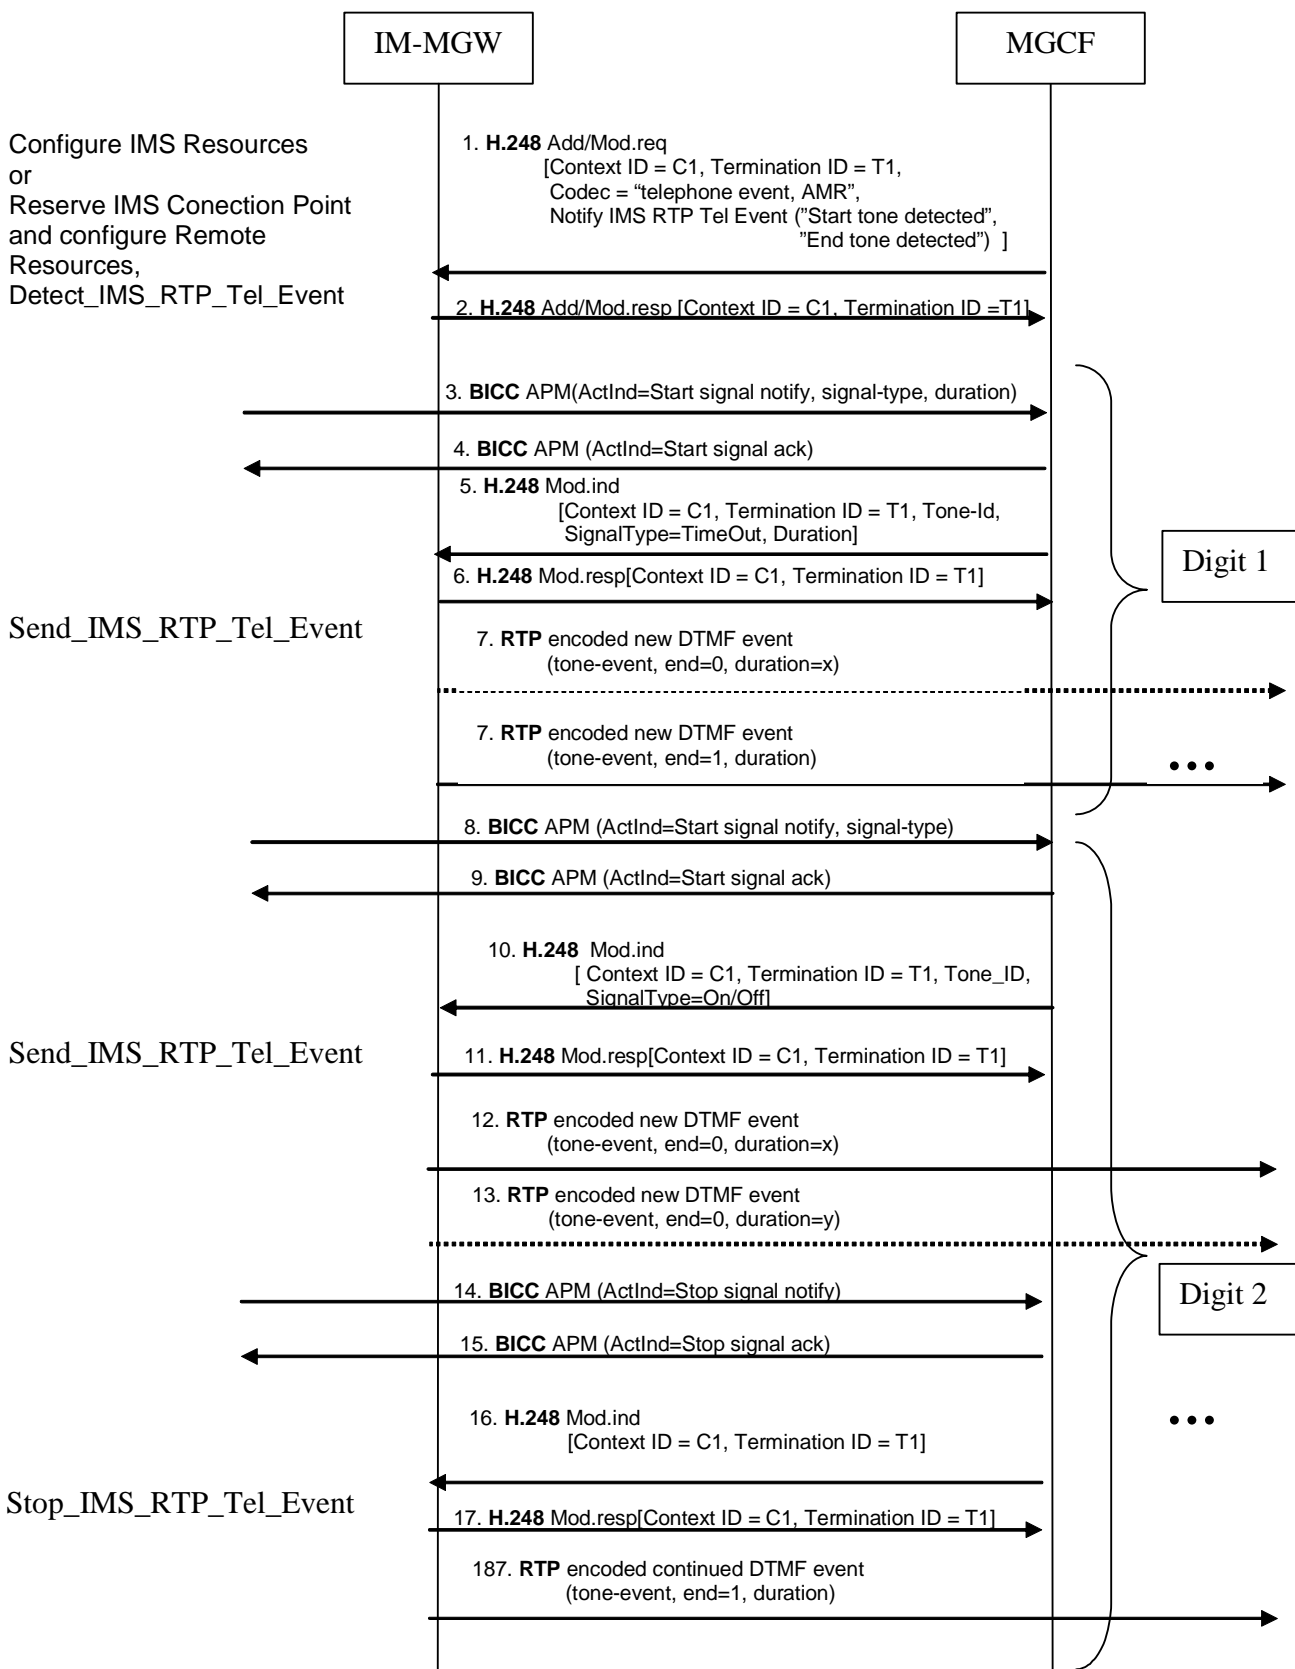 IM-MGW
MGCF
Configure IMS Resources
or
Reserve IMS Conection Point
and configure Remote
Resources,
Detect_IMS_RTP_Tel_Event
1. H.248 Add/Mod.req
[Context ID = C1, Termination ID = T1,
Codec = “telephone event, AMR”,
Notify IMS RTP Tel Event (”Start tone detected”,
”End tone detected”) ]
2. H.248 Add/Mod.resp [Context ID = C1, Termination ID =T1]
3. BICC APM(ActInd=Start signal notify, signal-type, duration)
4. BICC APM (ActInd=Start signal ack)
5. H.248 Mod.ind
[Context ID = C1, Termination ID = T1, Tone-Id,
SignalType=TimeOut, Duration]
Digit 1
6. H.248 Mod.resp[Context ID = C1, Termination ID = T1]
Send_IMS_RTP_Tel_Event
7. RTP encoded new DTMF event
(tone-event, end=0, duration=x)
7. RTP encoded new DTMF event
(tone-event, end=1, duration)
...
8. BICC APM (ActInd=Start signal notify, signal-type)
9. BICC APM (ActInd=Start signal ack)
10. H.248 Mod.ind
[ Context ID = C1, Termination ID = T1, Tone_ID,
SignalType=On/Off]
Send_IMS_RTP_Tel_Event
11. H.248 Mod.resp[Context ID = C1, Termination ID = T1]
12. RTP encoded new DTMF event
(tone-event, end=0, duration=x)
13. RTP encoded new DTMF event
(tone-event, end=0, duration=y)
14. BICC APM (ActInd=Stop signal notify)
Digit 2
15. BICC APM (ActInd=Stop signal ack)
16. H.248 Mod.ind
[Context ID = C1, Termination ID = T1]
...
Stop_IMS_RTP_Tel_Event
17. H.248 Mod.resp[Context ID = C1, Termination ID = T1]
187. RTP encoded continued DTMF event
(tone-event, end=1, duration)